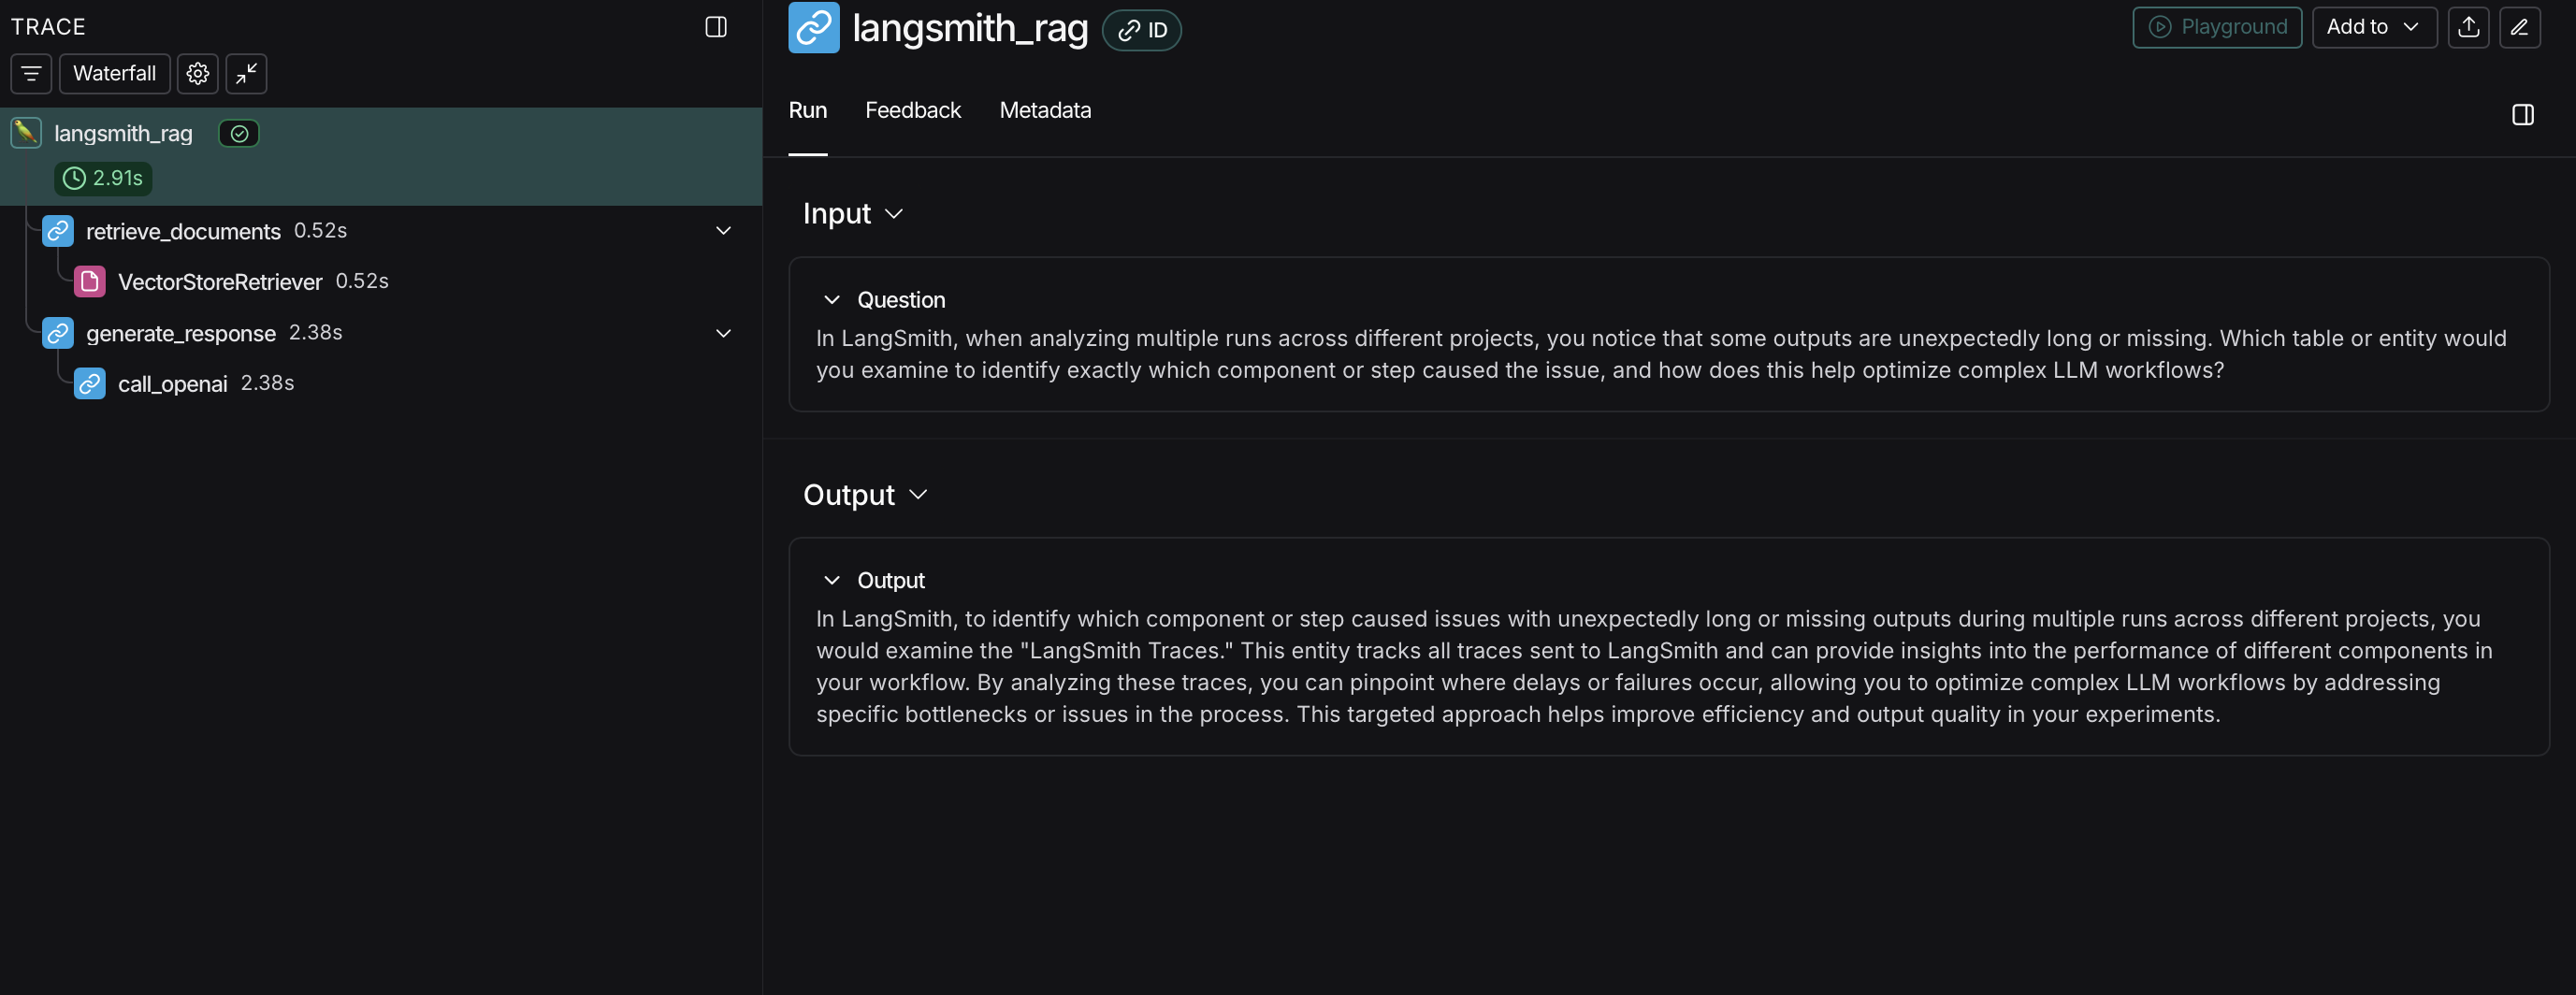 TRACE
Waterfall
langsmith_rag
2.91s
retrieve_documents 0.52s
VectorStoreRetriever 0.52s
generate_response 2.38s
call_openai 2.38s
langsmith_rag ID
Playground
Add to
Run Feedback Metadata
Input
Question
In LangSmith, when analyzing multiple runs across different projects, you notice that some outputs are unexpectedly long or missing. Which table or entity would
you examine to identify exactly which component or step caused the issue, and how does this help optimize complex LLM workflows?
Output
Output
In LangSmith, to identify which component or step caused issues with unexpectedly long or missing outputs during multiple runs across different projects, you
would examine the "LangSmith Traces." This entity tracks all traces sent to LangSmith and can provide insights into the performance of different components in
your workflow. By analyzing these traces, you can pinpoint where delays or failures occur, allowing you to optimize complex LLM workflows by addressing
specific bottlenecks or issues in the process. This targeted approach helps improve efficiency and output quality in your experiments.